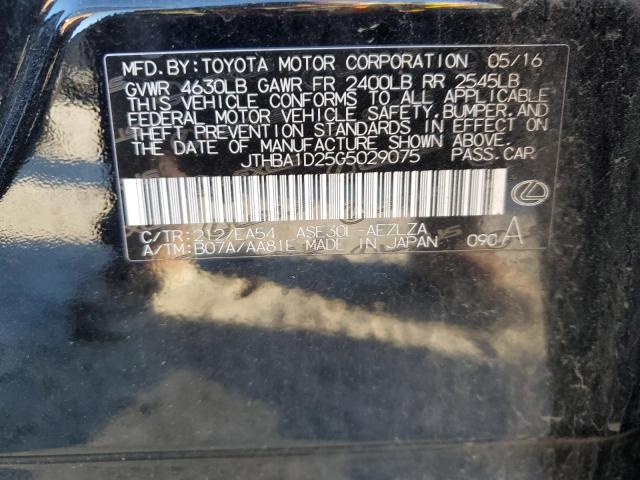 MFD.BY:TOYOTA MOTOR CORPORATION 05/16
GVWR 4630LB GAWR FR 2400LB RR 2545LB
THIS VEHICLE CONFORMS TO ALL APPLICABLE
FEDERAL MOTOR VEHICLE SAFETY,BUMPER,AND
THEFT PREVENTION STANDARDS IN EFFECT ON
THE DATE OF MANUFACTURE SHOWN ABOVE.
JTHBA1D25G5029075 PASS.CAR
C/TR:212/EA54 ASE30L-AEZLZA
A/TM:B07A/AA81E MADE IN JAPAN 090 A